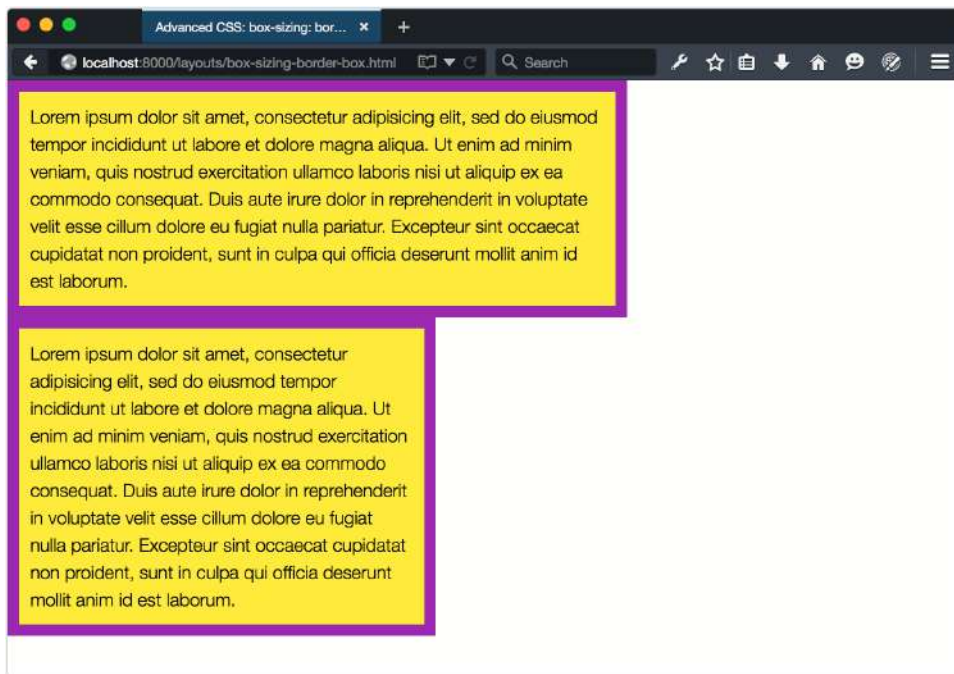 Advanced CSS: box-sizing: bor...
localhost:8000/layouts/box-sizing-border-box.html
Search
Lorem ipsum dolor sit amet, consectetur adipisicing elit, sed do eiusmod
tempor incididunt ut labore et dolore magna aliqua. Ut enim ad minim
veniam, quis nostrud exercitation ullamco laboris nisi ut aliquip ex ea
commodo consequat. Duis aute irure dolor in reprehenderit in voluptate
velit esse cillum dolore eu fugiat nulla pariatur. Excepteur sint occaecat
cupidatat non proident, sunt in culpa qui officia deserunt mollit anim id
est laborum.
Lorem ipsum dolor sit amet, consectetur
adipisicing elit, sed do eiusmod tempor
incididunt ut labore et dolore magna aliqua. Ut
enim ad minim veniam, quis nostrud exercitation
ullamco laboris nisi ut aliquip ex ea commodo
consequat. Duis aute irure dolor in reprehenderit
in voluptate velit esse cillum dolore eu fugiat
nulla pariatur. Excepteur sint occaecat cupidatat
non proident, sunt in culpa qui officia deserunt
mollit anim id est laborum.